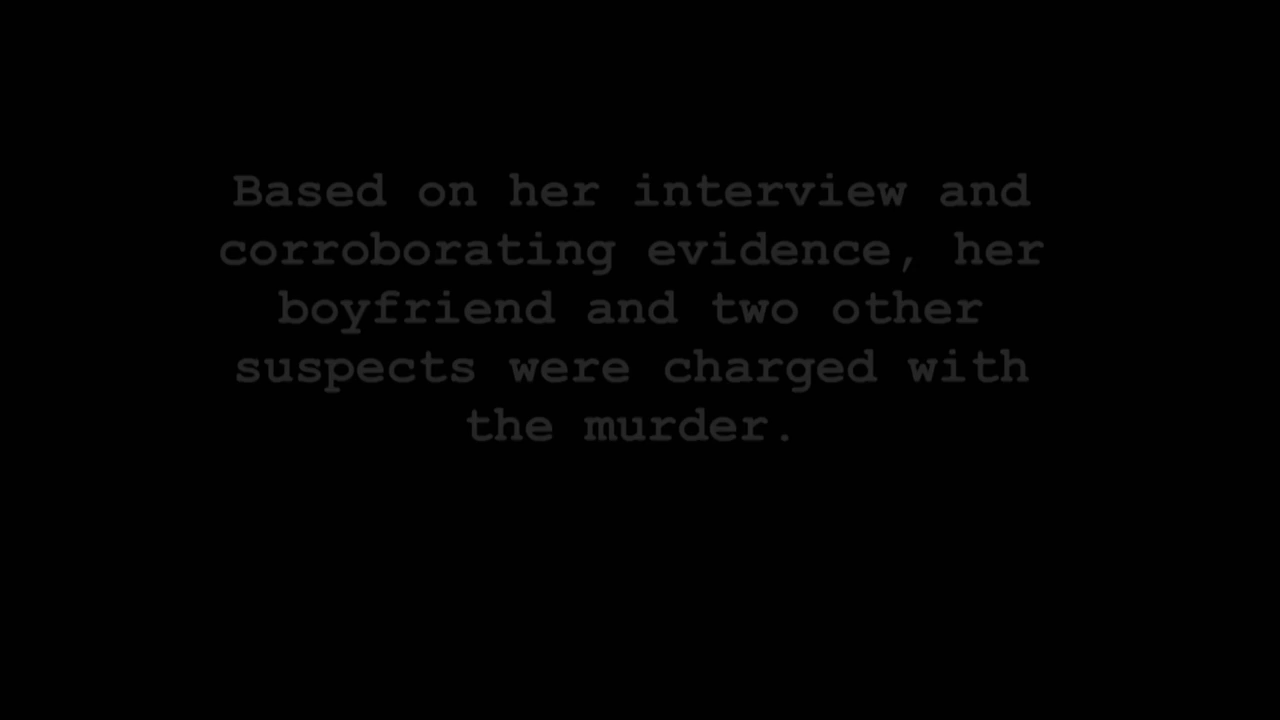 Based on her interview and
corroborating evidence, her
boyfriend and two other
suspects were charged with
the murder.